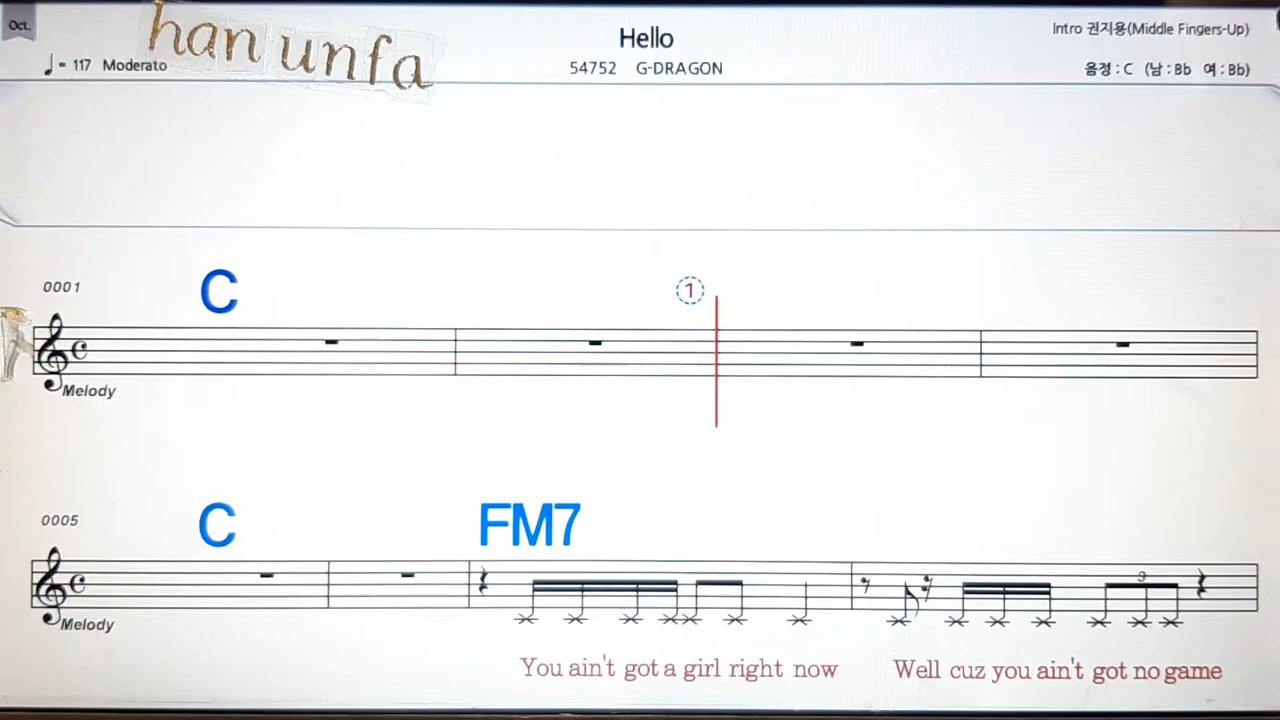 Oct.
han unfa
Hello
Intro 권지용(Middle Fingers-Up)
♩= 117 Moderato
54752 G-DRAGON
음정 : C (남 : Bb 여 : Bb)
0001
C
1
Melody
0005
C FM7
3
Melody
You ain't got a girl right now Well cuz you ain't got no game